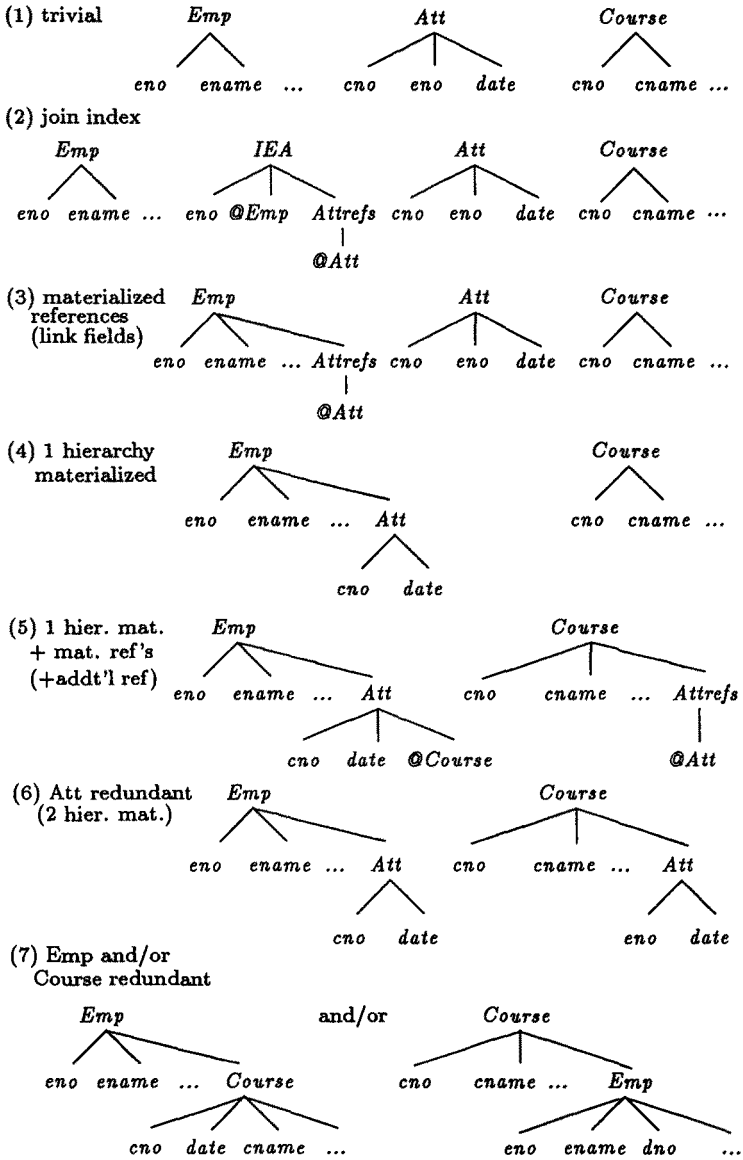 (1) trivial Emp Att Course
eno ename ... cno eno date cno cname ...
(2) join index
Emp IEA Att Course
eno ename ... eno @Emp Attrefs cno eno date cno cname ...
@Att
(3) materialized Emp Att Course
references
(link fields)
eno ename ... Attrefs cno eno date cno cname ...
@Att
(4) 1 hierarchy Emp Course
materialized
eno ename ... Att cno cname ...
cno date
(5) 1 hier. mat. Emp Course
+ mat. ref's
(+addt'l ref) eno ename ... Att cno cname ... Attrefs
cno date @Course @Att
(6) Att redundant Emp Course
(2 hier. mat.)
eno ename ... Att cno cname ... Att
cno date eno date
(7) Emp and/or
Course redundant
Emp and/or Course
eno ename ... Course cno cname ... Emp
cno date cname ... eno ename dno ...